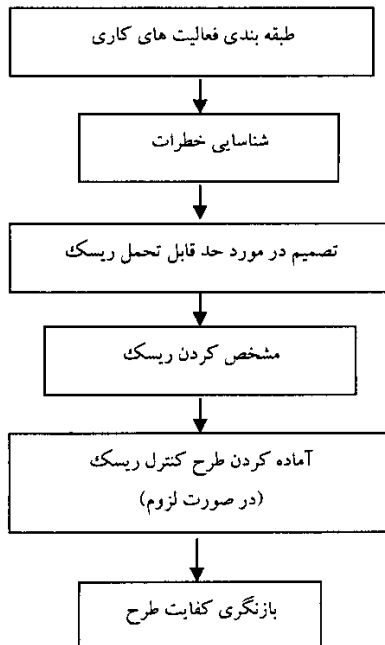 طبقه بندی فعالیت های کاری
شناسایی خطرات
تصمیم در مورد حد قابل تحمل ریسک
مشخص کردن ریسک
آماده کردن طرح کنترل ریسک
(در صورت لزوم)
بازنگری کفایت طرح